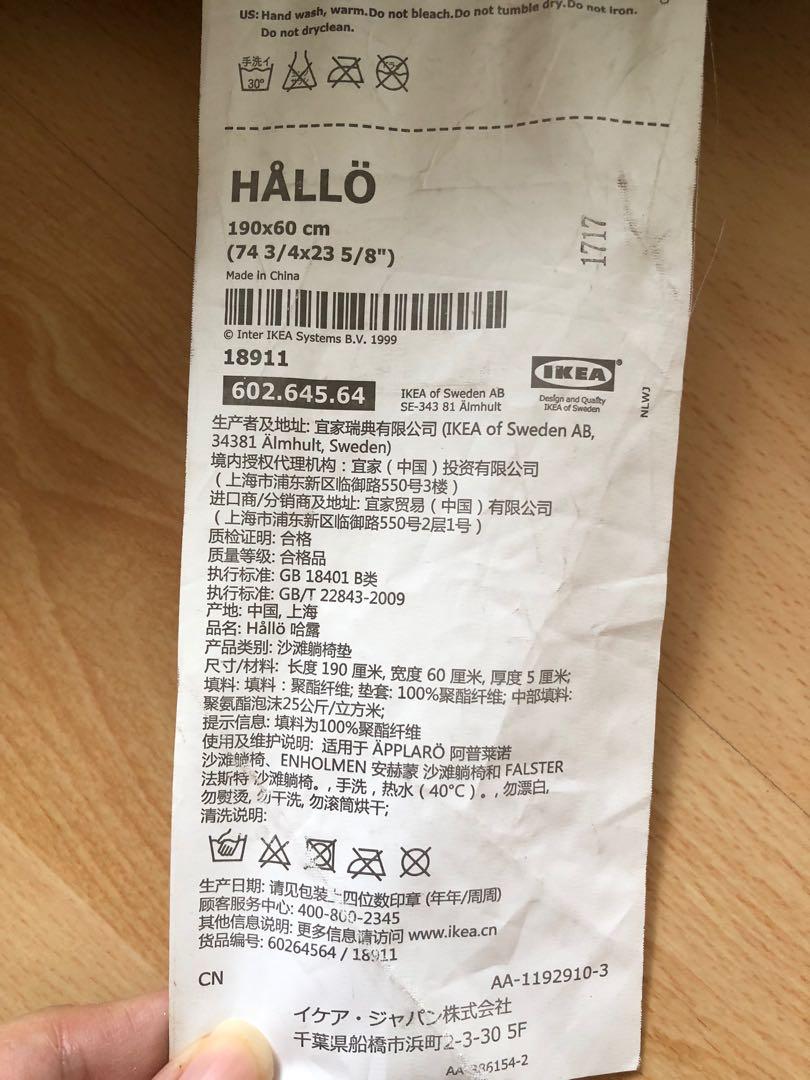 US: Hand wash, warm.Do not bleach.Do not tumble dry.Do not iron.
Do not dryclean.
手洗イ
30°
HÅLLÖ
190x60 cm
(74 3/4x23 5/8")
1717
Made in China
© Inter IKEA Systems B.V. 1999
18911
602.645.64
IKEA of Sweden AB
SE-343 81 Älmhult
IKEA®
Design and Quality
IKEA of Sweden
NLWJ
生产者及地址: 宜家瑞典有限公司 (IKEA of Sweden AB,
34381 Älmhult, Sweden)
境内授权代理机构：宜家（中国）投资有限公司
（上海市浦东新区临御路550号3楼）
进口商/分销商及地址: 宜家贸易（中国）有限公司
（上海市浦东新区临御路550号2层1号）
质检证明: 合格
质量等级: 合格品
执行标准: GB 18401 B类
执行标准: GB/T 22843-2009
产地: 中国, 上海
品名: Hållö 哈露
产品类别: 沙滩躺椅垫
尺寸/材料: 长度 190 厘米, 宽度 60 厘米, 厚度 5 厘米;
填料: 填料：聚酯纤维; 垫套: 100%聚酯纤维; 中部填料:
聚氨酯泡沫25公斤/立方米;
提示信息: 填料为100%聚酯纤维
使用及维护说明: 适用于 ÄPPLARÖ 阿普莱诺
沙滩躺椅、ENHOLMEN 安赫蒙 沙滩躺椅和 FALSTER
法斯特 沙滩躺椅。, 手洗，热水（40°C）。, 勿漂白,
勿熨烫, 勿干洗, 勿滚筒烘干;
清洗说明:
生产日期: 请见包装上四位数印章 (年年/周周)
顾客服务中心: 400-800-2345
其他信息说明: 更多信息请访问 www.ikea.cn
货品编号: 60264564 / 18911
CN
AA-1192910-3
イケア・ジャパン株式会社
千葉県船橋市浜町2-3-30 5F